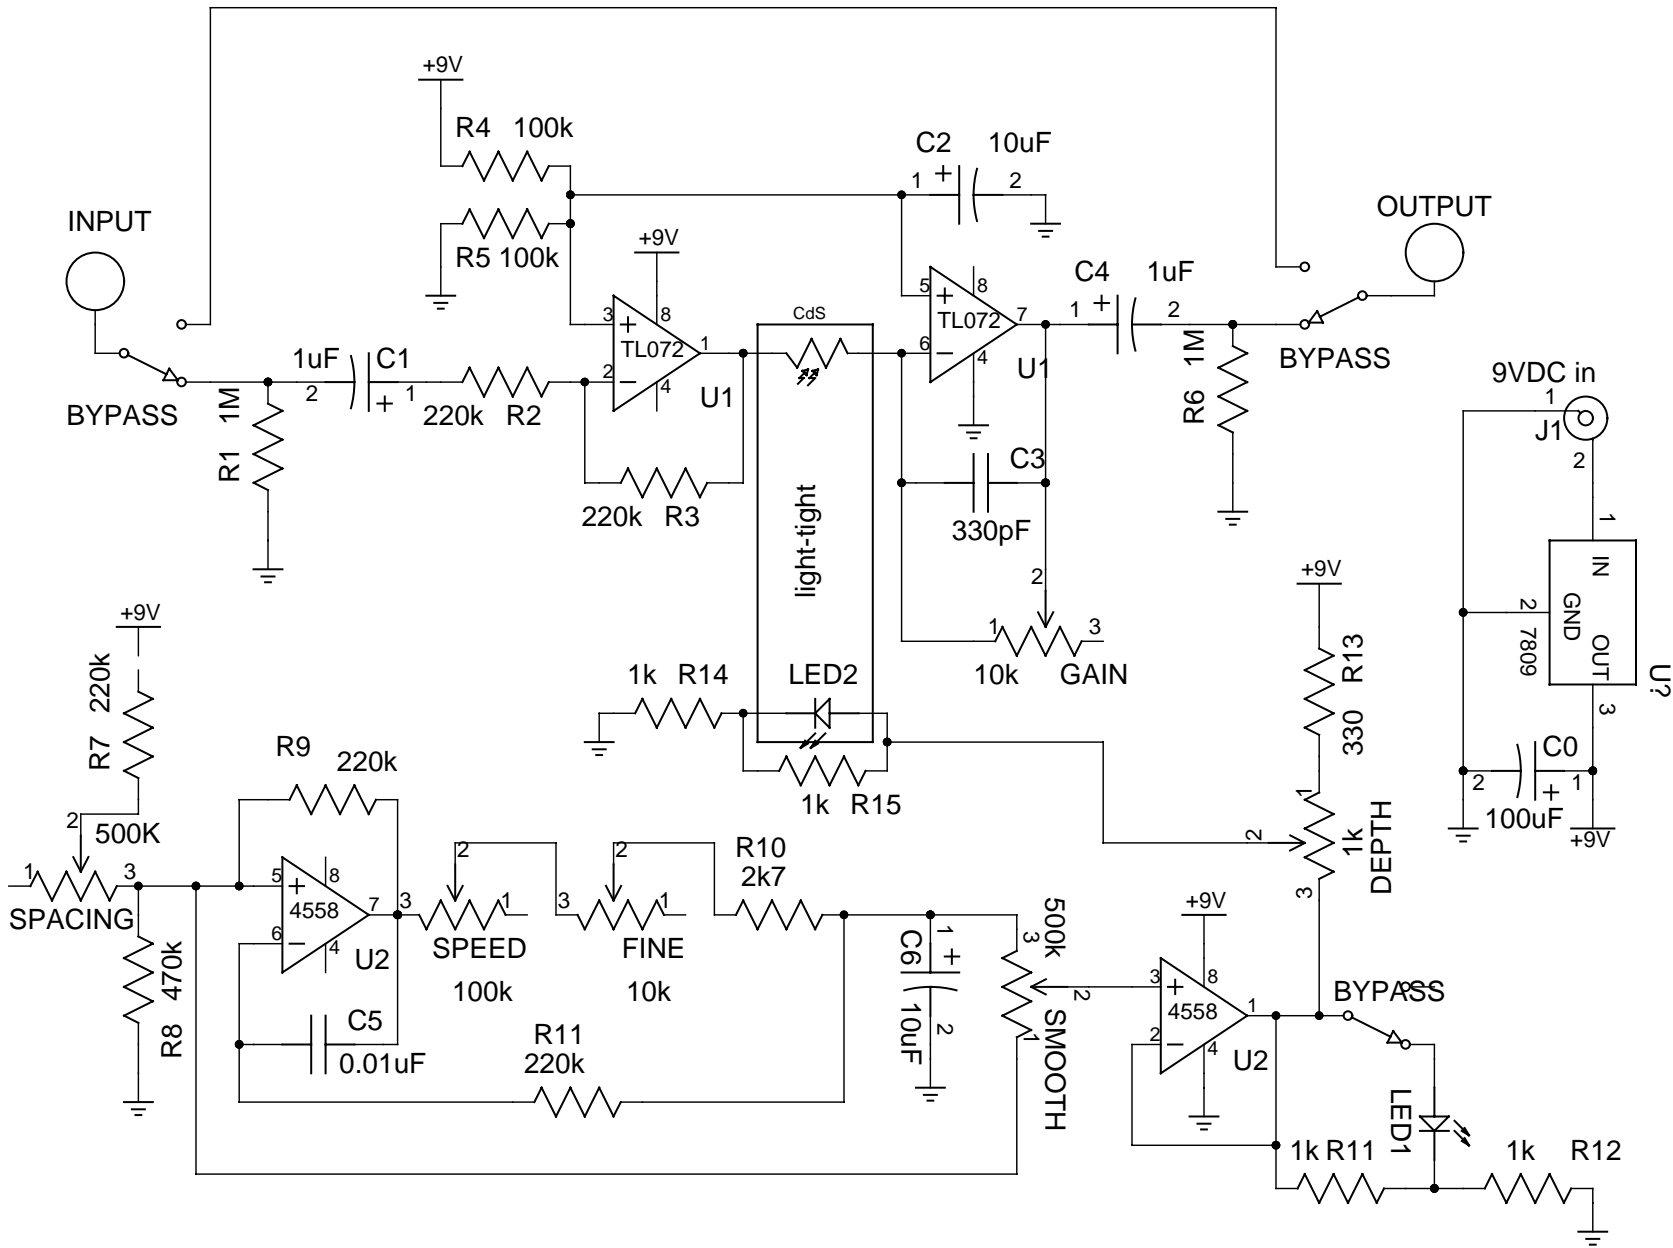 +9V
R4 100k
C2 10uF
1 + 2
INPUT
OUTPUT
R5 100k
+9V
C4 1uF
1 + 2
CdS
5 + 8
TL072 7
6 − 4
U1
3 + 8
TL072 1
2 − 4
U1
1uF C1
2 + 1
BYPASS
BYPASS
220k R2
R1 1M
R6 1M
9VDC in
1
J1
2
C3
330pF
220k R3
light-tight
1
IN
2 GND
7809
OUT
3
U?
2
1 3
10k GAIN
+9V
+9V
R7 220k
R13
330
1k R14
LED2
1k R15
C0
2 + 1
100uF
+9V
R9
220k
2
500K
1 3
SPACING
1
2
3
1k
DEPTH
5 + 8
4558 7
6 − 4
U2
3 2 1
SPEED
100k
3 2 1
FINE
10k
R10
2k7
C6
1 +
2
10uF
500k
3
2
1
SMOOTH
+9V
3 + 8
4558 1
2 − 4
U2
BYPASS
R8 470k
C5
0.01uF
R11
220k
LED1
1k R11
1k R12